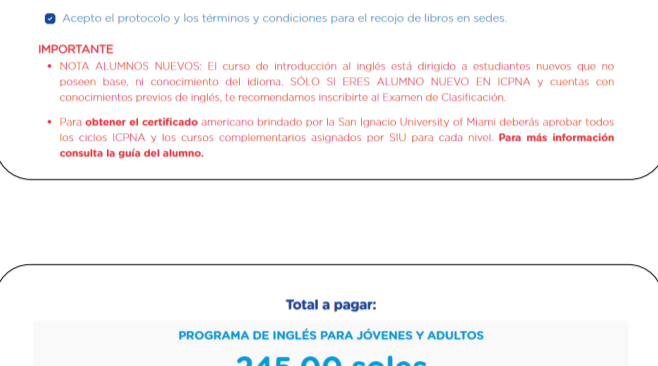 Acepto el protocolo y los términos y condiciones para el recojo de libros en sedes.
IMPORTANTE
• NOTA ALUMNOS NUEVOS: El curso de introducción al inglés está dirigido a estudiantes nuevos que no
poseen base, ni conocimiento del idioma. SÓLO SI ERES ALUMNO NUEVO EN ICPNA y cuentas con
conocimientos previos de inglés, te recomendamos inscribirte al Examen de Clasificación.
• Para obtener el certificado americano brindado por la San Ignacio University of Miami deberás aprobar todos
los ciclos ICPNA y los cursos complementarios asignados por SIU para cada nivel. Para más información
consulta la guía del alumno.
Total a pagar:
PROGRAMA DE INGLÉS PARA JÓVENES Y ADULTOS
245.00 soles